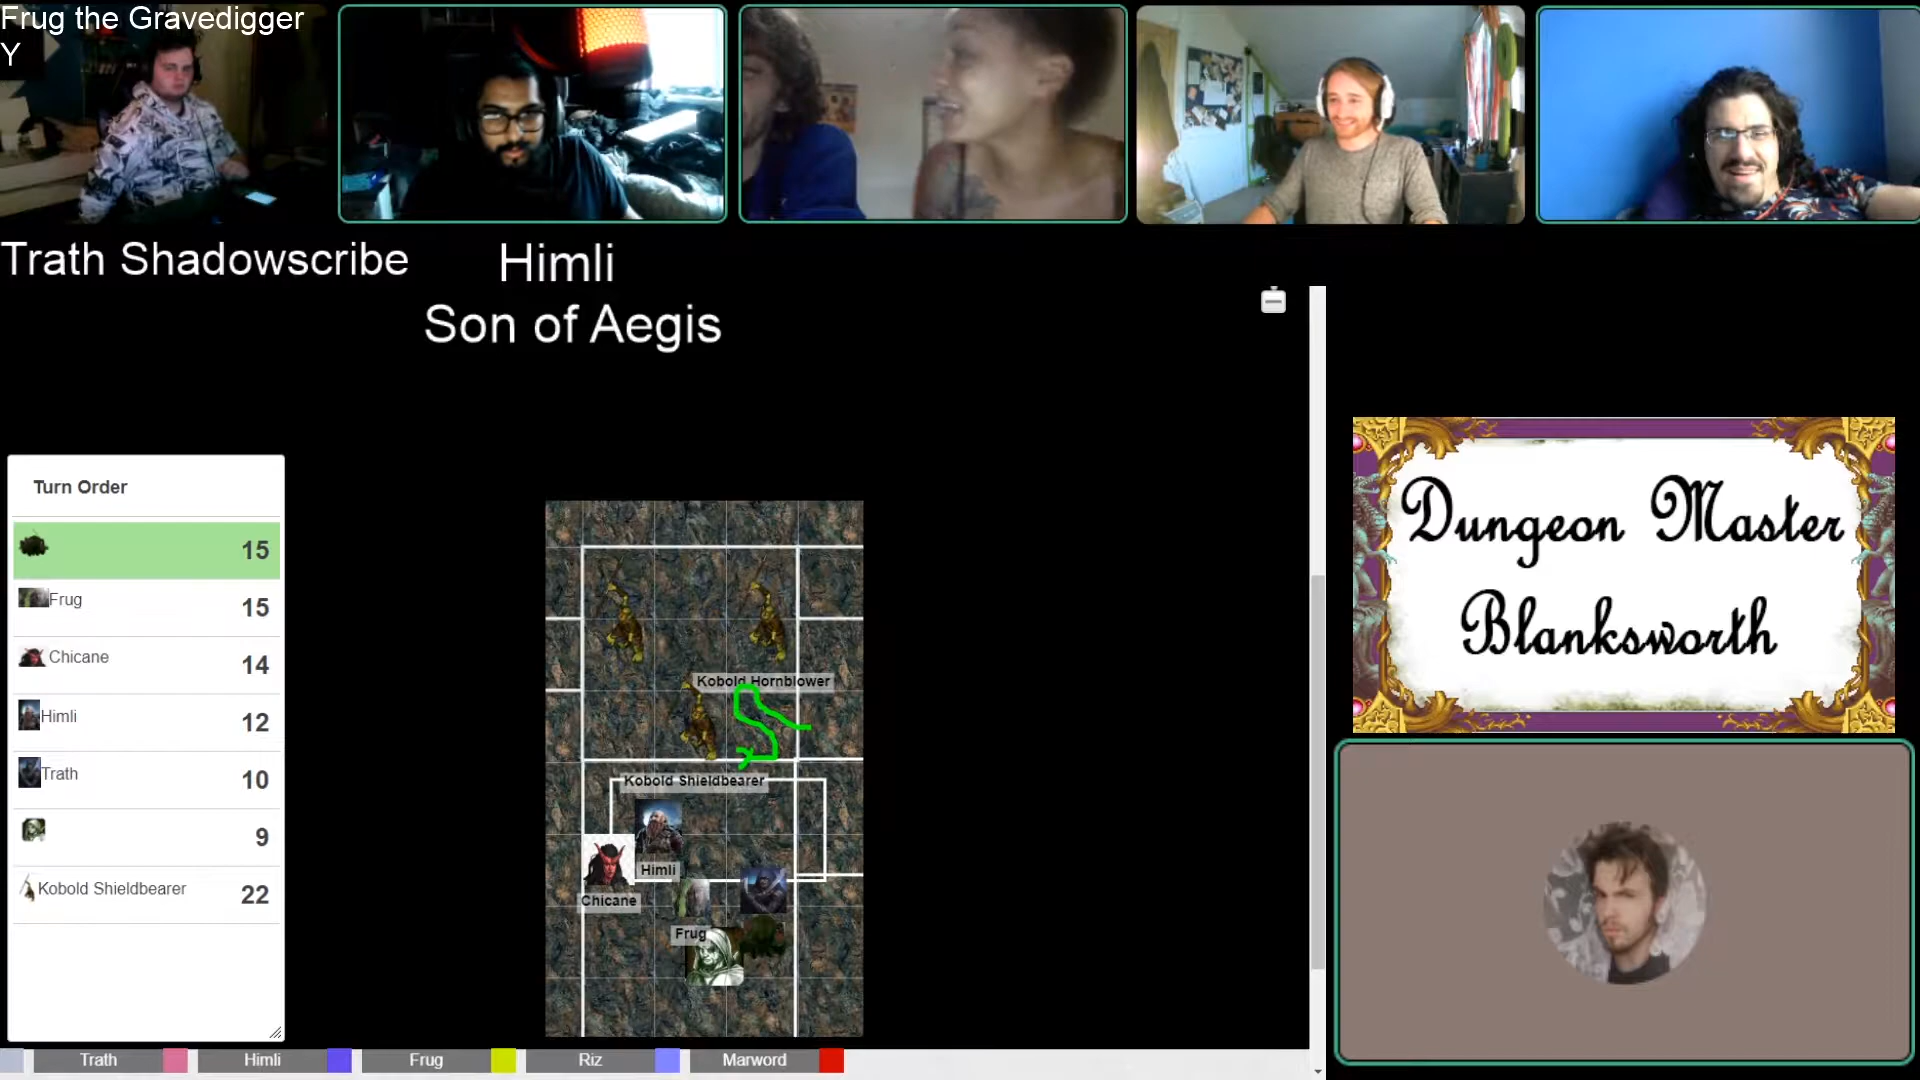 Frug the Gravedigger
Y
Trath Shadowscribe
Himli
Son of Aegis
Turn Order
15
Frug 15
Chicane 14
Himli 12
Trath 10
9
Kobold Shieldbearer 22
Kobold Hornblower
Kobold Shieldbearer
Himli
Chicane
Frug
Dungeon Master
Blanksworth
Trath Himli Frug Riz Marword